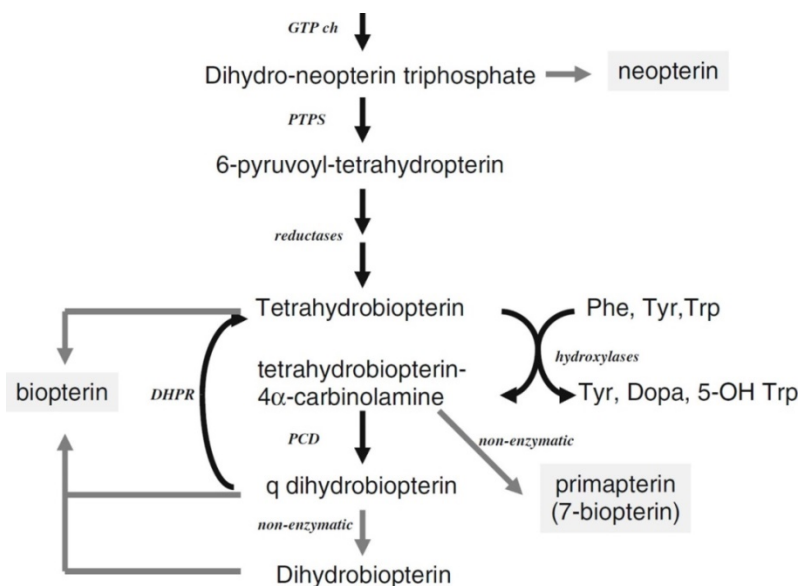 GTP ch
Dihydro-neopterin triphosphate
neopterin
PTPS
6-pyruvoyl-tetrahydropterin
reductases
Tetrahydrobiopterin
Phe, Tyr,Trp
hydroxylases
biopterin
DHPR
tetrahydrobiopterin-
4α-carbinolamine
Tyr, Dopa, 5-OH Trp
PCD
non-enzymatic
q dihydrobiopterin
primapterin
(7-biopterin)
non-enzymatic
Dihydrobiopterin